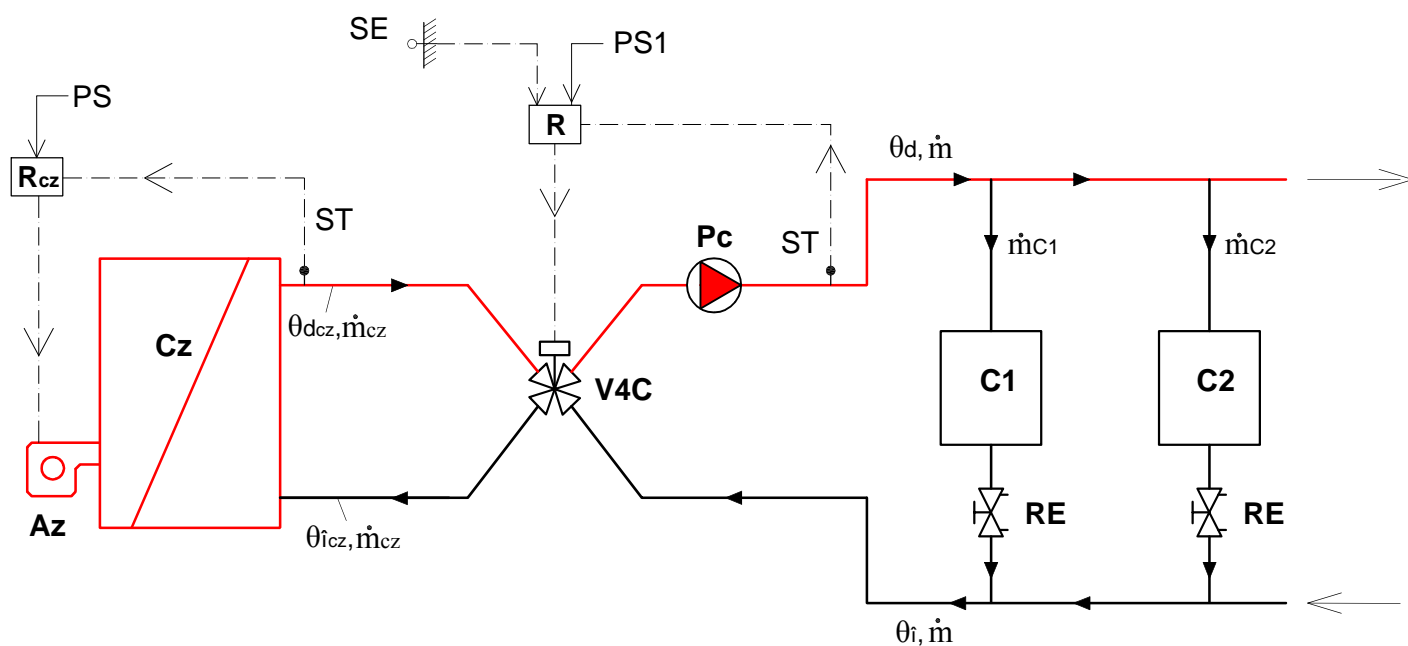 SE
PS1
PS
R
Rcz
θd, ṁ
ST
Pc
ST
ṁC1
ṁC2
θdcz, ṁcz
Cz
V4C
C1
C2
Az
θîcz, ṁcz
RE
RE
θî, ṁ